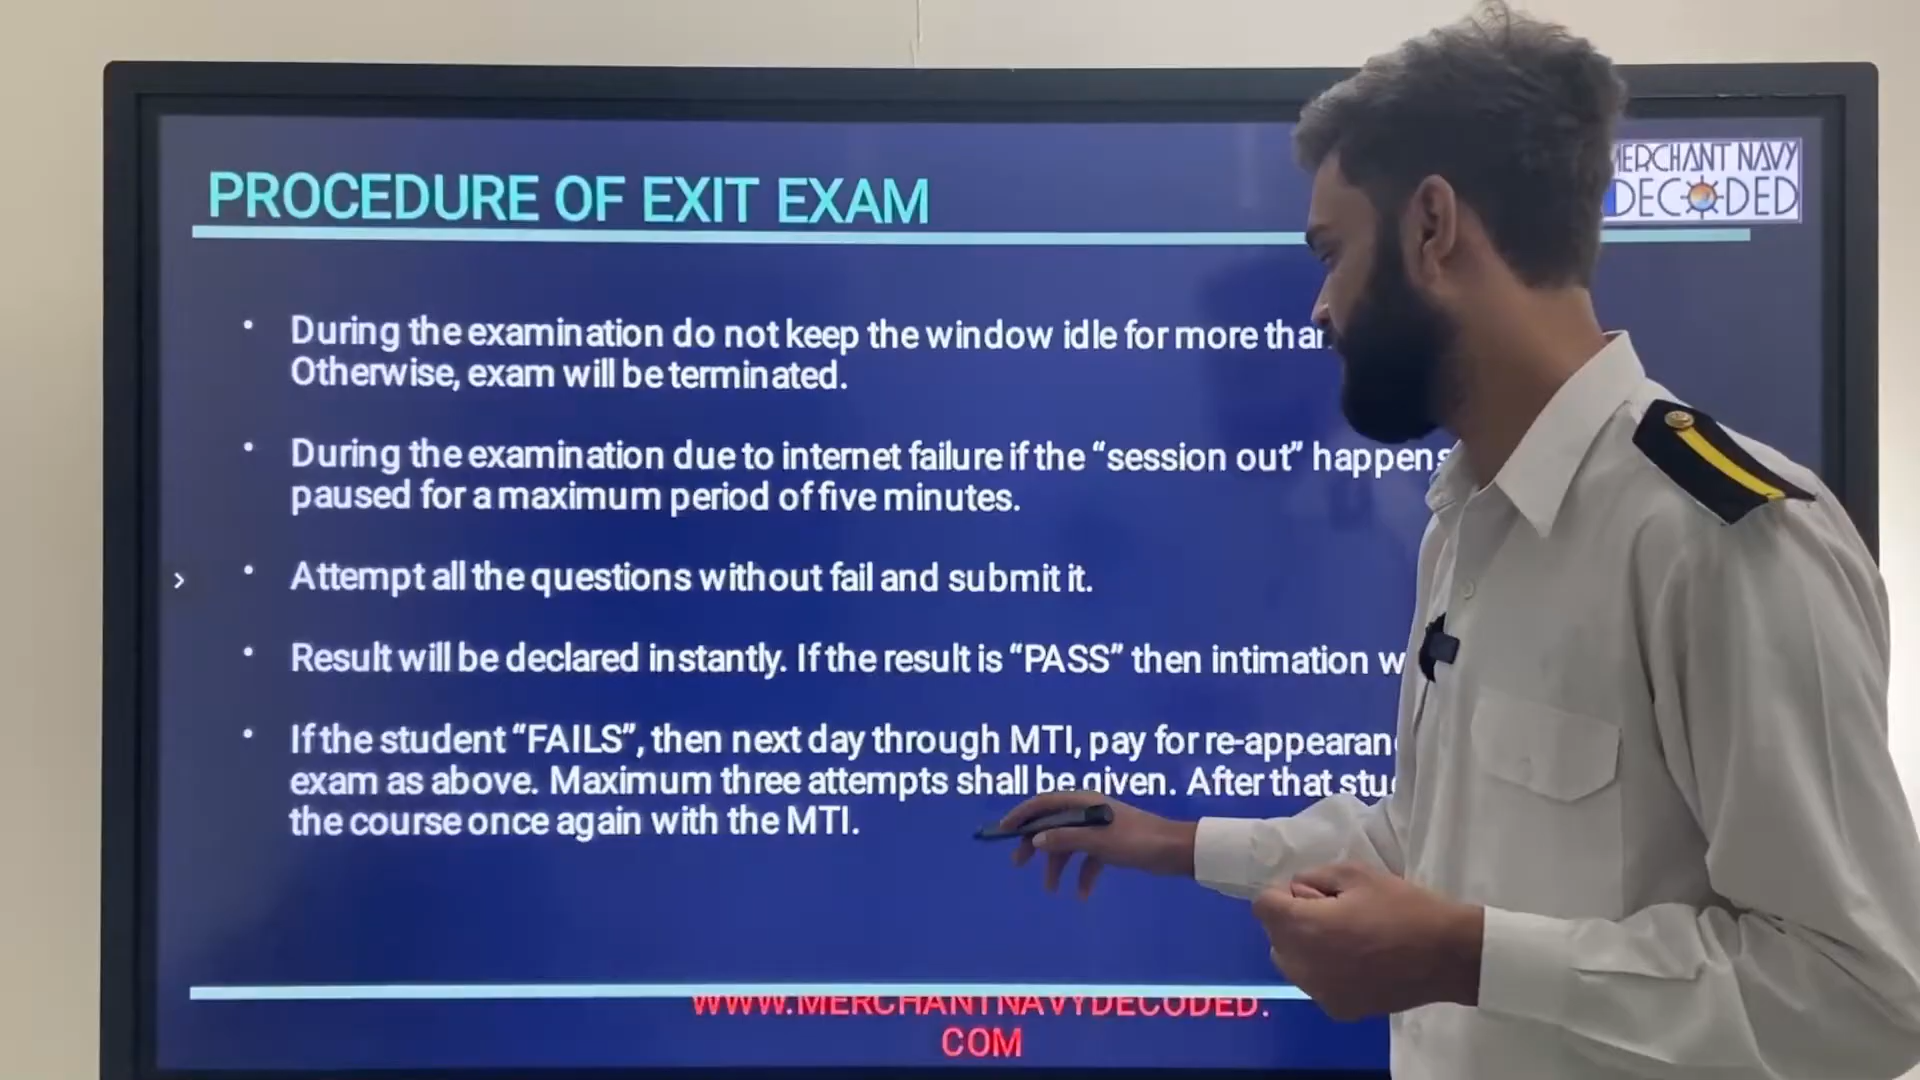 PROCEDURE OF EXIT EXAM
MERCHANT NAVY
DECODED
During the examination do not keep the window idle for more than
Otherwise, exam will be terminated.
During the examination due to internet failure if the “session out” happens
paused for a maximum period of five minutes.
Attempt all the questions without fail and submit it.
Result will be declared instantly. If the result is “PASS” then intimation
If the student “FAILS”, then next day through MTI, pay for
exam as above. Maximum three attempts shall be given. After that
the course once again with the MTI.
WWW.MERCHANTNAVYDECODED.
COM